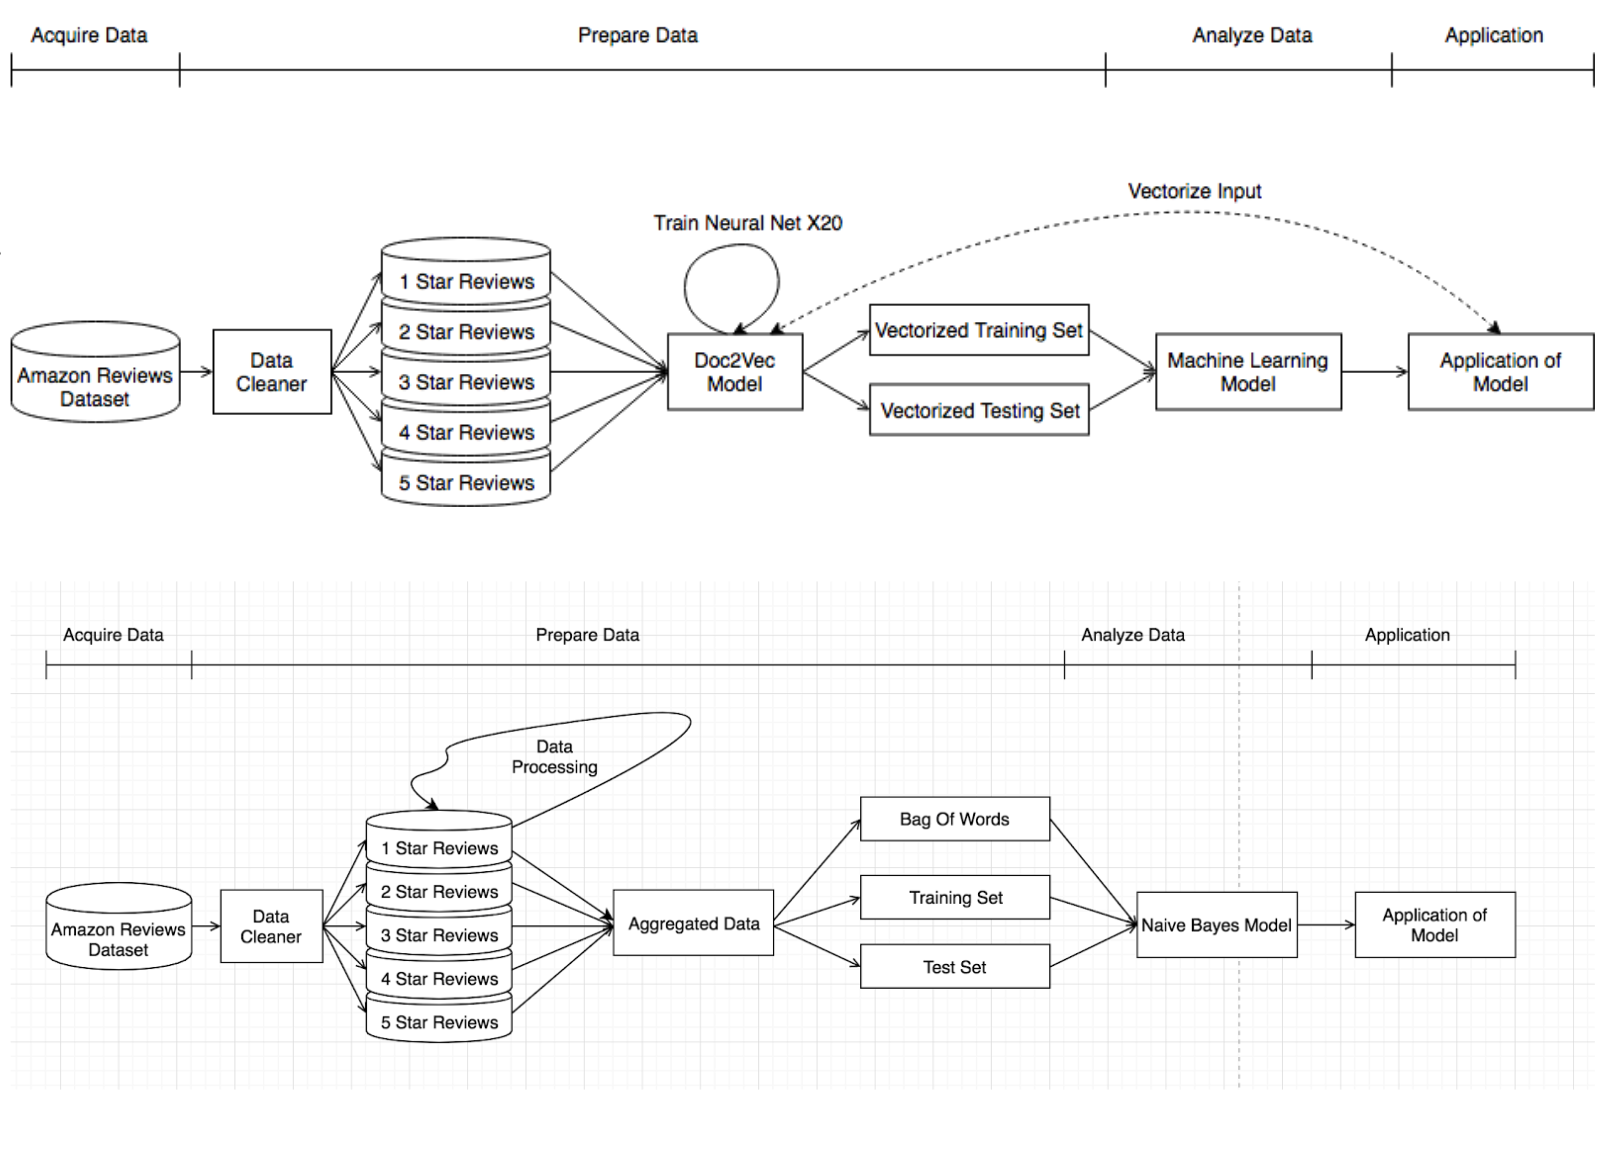 Acquire Data
Prepare Data
Analyze Data
Application
Vectorize Input
Train Neural Net X20
1 Star Reviews
2 Star Reviews
3 Star Reviews
4 Star Reviews
5 Star Reviews
Amazon Reviews
Dataset
Data
Cleaner
Doc2Vec
Model
Vectorized Training Set
Vectorized Testing Set
Machine Learning
Model
Application of
Model
Acquire Data
Prepare Data
Analyze Data
Application
Data
Processing
1 Star Reviews
2 Star Reviews
3 Star Reviews
4 Star Reviews
5 Star Reviews
Amazon Reviews
Dataset
Data
Cleaner
Aggregated Data
Bag Of Words
Training Set
Test Set
Naive Bayes Model
Application of
Model